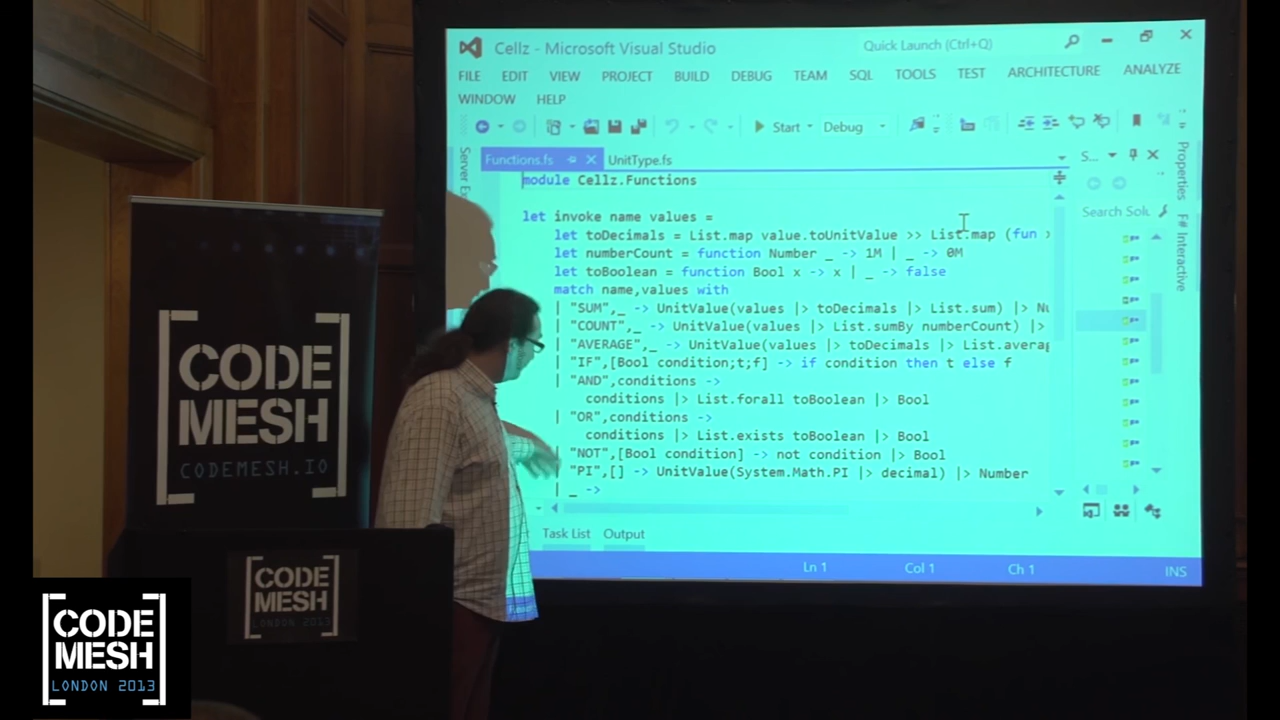 Cellz - Microsoft Visual Studio
Quick Launch (Ctrl+Q)
FILE EDIT VIEW PROJECT BUILD DEBUG TEAM SQL TOOLS TEST ARCHITECTURE ANALYZE
WINDOW HELP
Start Debug
Functions.fs
UnitType.fs
S...
Server Ex
Properties
F# Interactive
Search Solu
module Cellz.Functions
let invoke name values =
let toDecimals = List.map value.toUnitValue >> List.map (fun x
let numberCount = function Number _ -> 1M | _ -> 0M
let toBoolean = function Bool x -> x | _ -> false
match name,values with
| "SUM",_ -> UnitValue(values |> toDecimals |> List.sum) |> Nu
| "COUNT",_ -> UnitValue(values |> List.sumBy numberCount) |>
| "AVERAGE",_ -> UnitValue(values |> toDecimals |> List.averag
| "IF",[Bool condition;t;f] -> if condition then t else f
| "AND",conditions ->
conditions |> List.forall toBoolean |> Bool
| "OR",conditions ->
conditions |> List.exists toBoolean |> Bool
| "NOT",[Bool condition] -> not condition |> Bool
| "PI",[] -> UnitValue(System.Math.PI |> decimal) |> Number
| _ ->
Task List Output
Ln 1 Col 1 Ch 1 INS
CODE
MESH
CODEMESH.IO
CODE
MESH
LONDON 2013
CODE
MESH
LONDON 2013